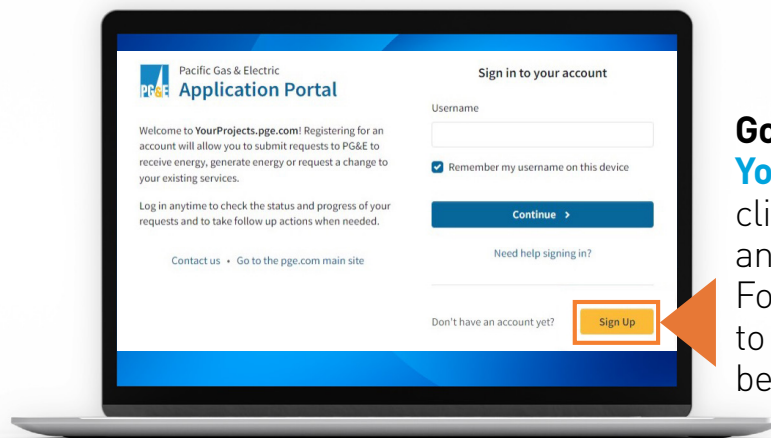 PG&E
Pacific Gas & Electric
Application Portal
Welcome to YourProjects.pge.com! Registering for an
account will allow you to submit requests to PG&E to
receive energy, generate energy or request a change to
your existing services.
Log in anytime to check the status and progress of your
requests and to take follow up actions when needed.
Contact us • Go to the pge.com main site
Sign in to your account
Username
Remember my username on this device
Continue >
Need help signing in?
Don't have an account yet?
Sign Up
to